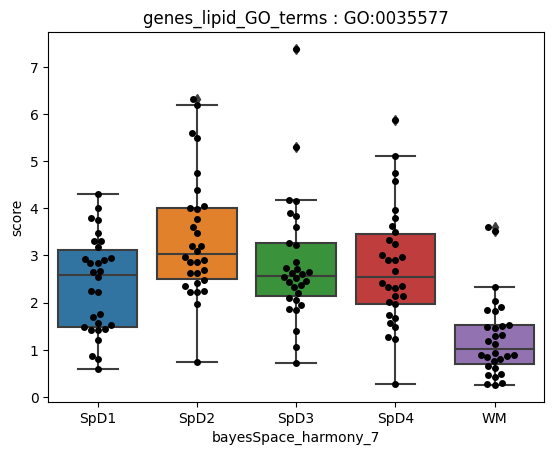 genes_lipid_GO_terms : GO:0035577
score
7
6
5
4
3
2
1
0
SpD1 SpD2 SpD3 SpD4 WM
bayesSpace_harmony_7